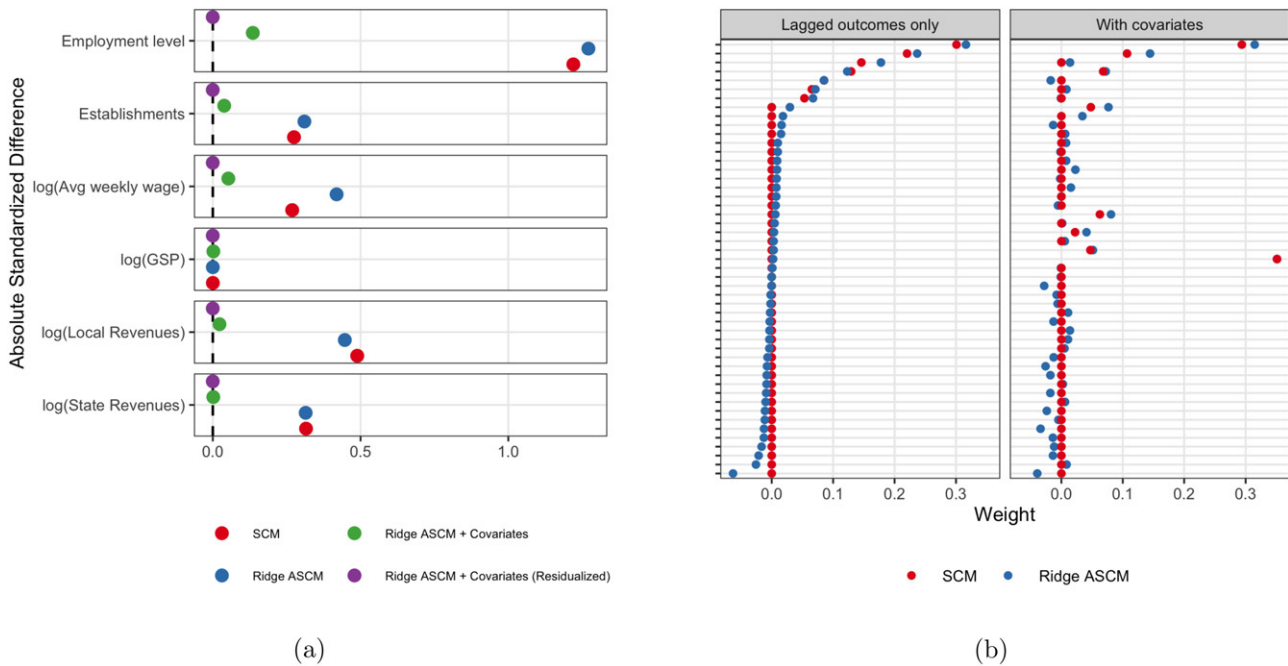 Absolute Standardized Difference
Employment level
Establishments
log(Avg weekly wage)
log(GSP)
log(Local Revenues)
log(State Revenues)
0.0 0.5 1.0
SCM Ridge ASCM + Covariates
Ridge ASCM Ridge ASCM + Covariates (Residualized)
(a)
Lagged outcomes only With covariates
0.0 0.1 0.2 0.3 0.0 0.1 0.2 0.3
Weight
SCM Ridge ASCM
(b)